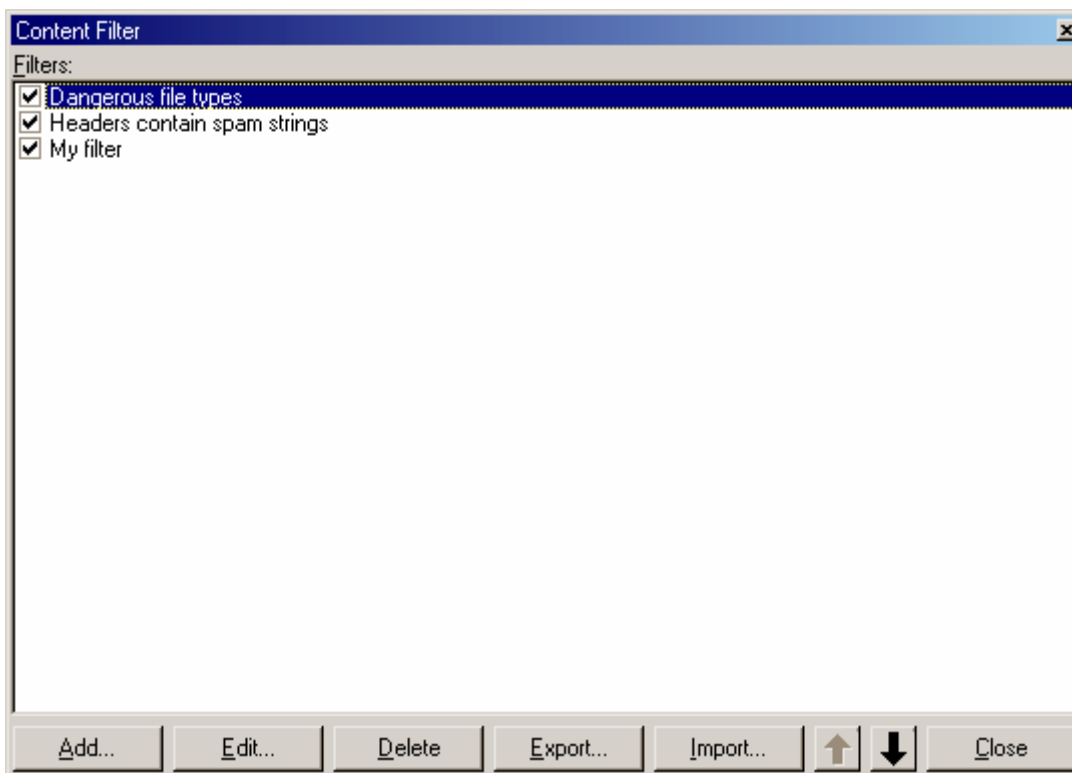 Content Filter
Filters:
Dangerous file types
Headers contain spam strings
My filter
Add... Edit... Delete Export... Import... Close